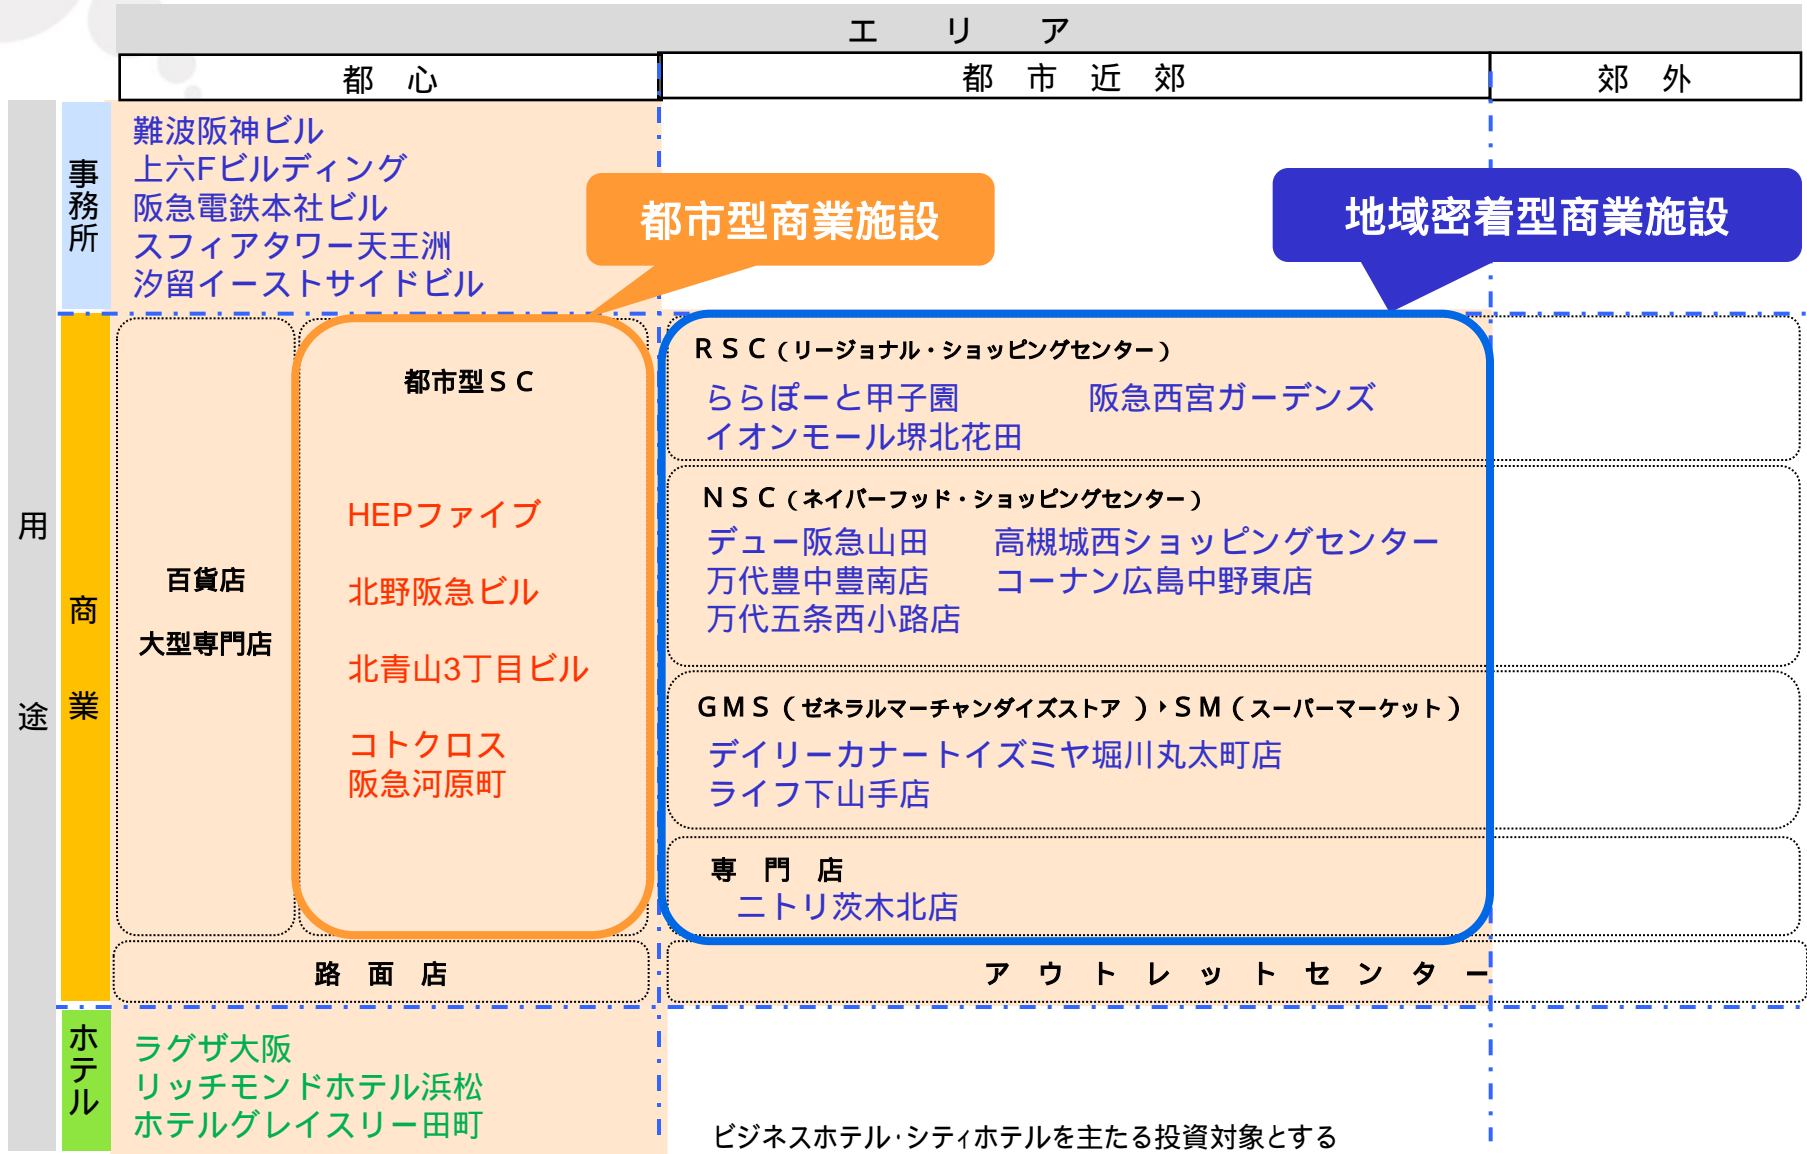 エリア
都心
都市近郊
郊外
用途
事務所
難波阪神ビル
上六Fビルディング
阪急電鉄本社ビル
スフィアタワー天王洲
汐留イーストサイドビル
都市型商業施設
地域密着型商業施設
商業
百貨店
大型専門店
都市型ＳＣ
HEPファイブ
北野阪急ビル
北青山3丁目ビル
コトクロス
阪急河原町
ＲＳＣ（リージョナル・ショッピングセンター）
ららぽーと甲子園　阪急西宮ガーデンズ
イオンモール堺北花田
ＮＳＣ（ネイバーフッド・ショッピングセンター）
デュー阪急山田　高槻城西ショッピングセンター
万代豊中豊南店　コーナン広島中野東店
万代五条西小路店
ＧＭＳ（ゼネラルマーチャンダイズストア）・ＳＭ（スーパーマーケット）
デイリーカナートイズミヤ堀川丸太町店
ライフ下山手店
専門店
ニトリ茨木北店
路面店
アウトレットセンター
ホテル
ラグザ大阪
リッチモンドホテル浜松
ホテルグレイスリー田町
ビジネスホテル・シティホテルを主たる投資対象とする